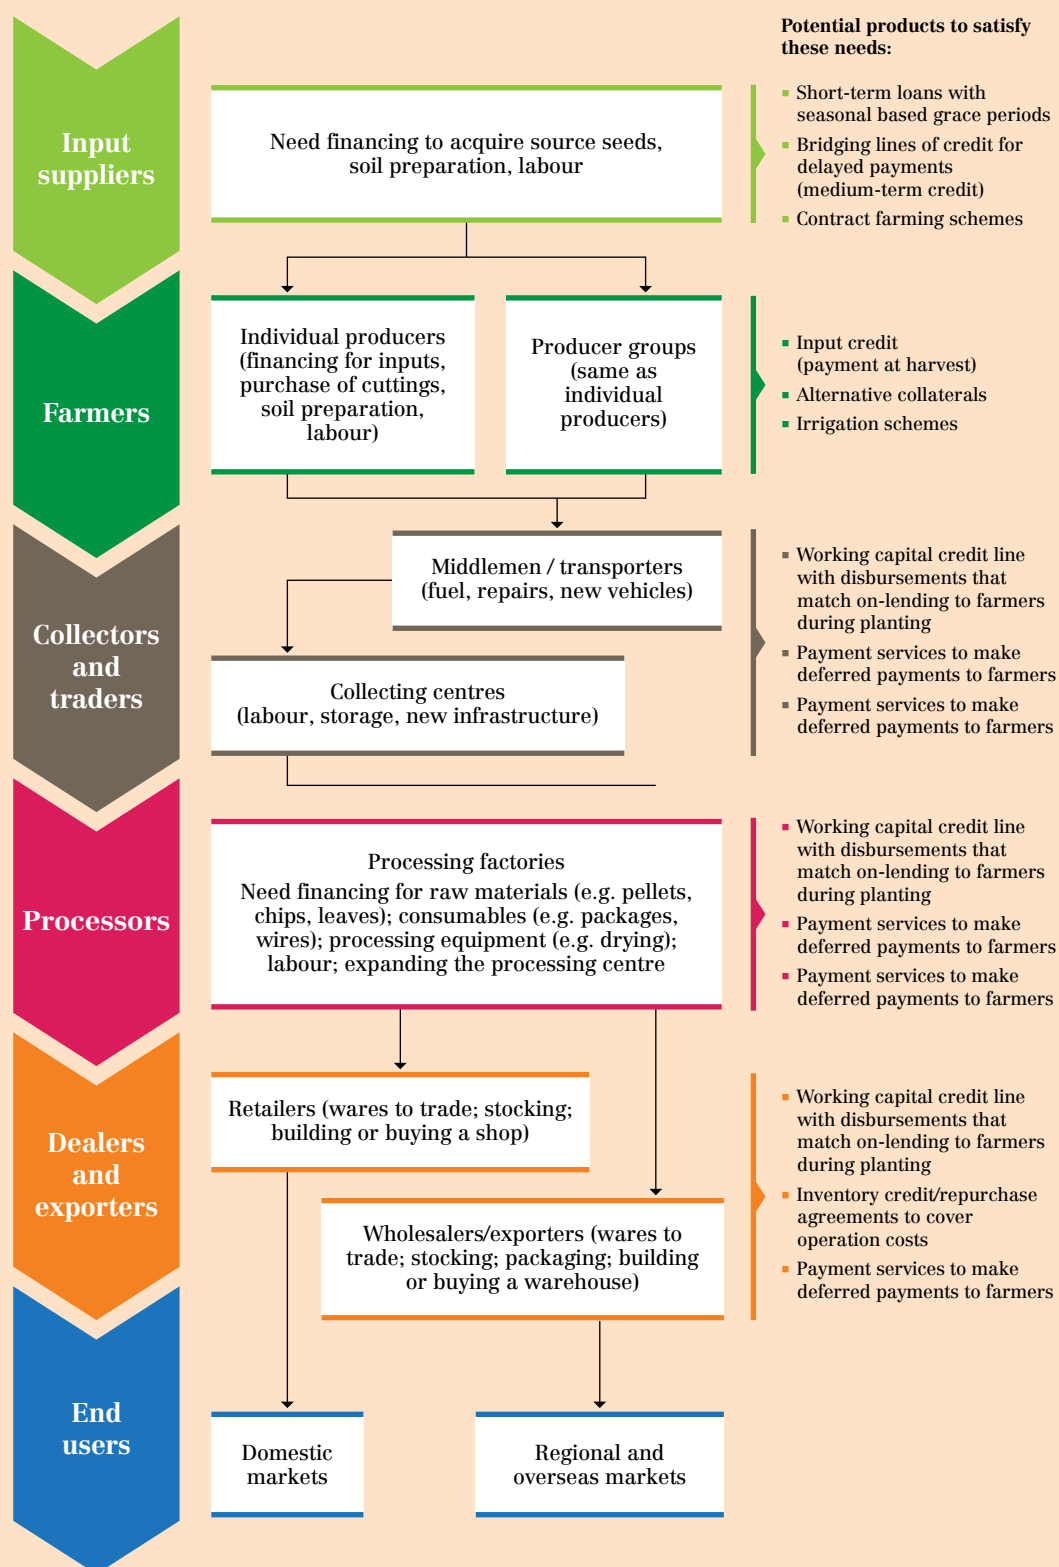 Potential products to satisfy
these needs:
Input
suppliers
Need financing to acquire source seeds,
soil preparation, labour
▪ Short-term loans with
seasonal based grace periods
▪ Bridging lines of credit for
delayed payments
(medium-term credit)
▪ Contract farming schemes
Farmers
Individual producers
(financing for inputs,
purchase of cuttings,
soil preparation,
labour)
Producer groups
(same as
individual
producers)
▪ Input credit
(payment at harvest)
▪ Alternative collaterals
▪ Irrigation schemes
Collectors
and
traders
Middlemen / transporters
(fuel, repairs, new vehicles)
Collecting centres
(labour, storage, new infrastructure)
▪ Working capital credit line
with disbursements that
match on-lending to farmers
during planting
▪ Payment services to make
deferred payments to farmers
▪ Payment services to make
deferred payments to farmers
Processors
Processing factories
Need financing for raw materials (e.g. pellets,
chips, leaves); consumables (e.g. packages,
wires); processing equipment (e.g. drying);
labour; expanding the processing centre
▪ Working capital credit line
with disbursements that
match on-lending to farmers
during planting
▪ Payment services to make
deferred payments to farmers
▪ Payment services to make
deferred payments to farmers
Dealers
and
exporters
Retailers (wares to trade; stocking;
building or buying a shop)
Wholesalers/exporters (wares to
trade; stocking; packaging; building
or buying a warehouse)
▪ Working capital credit line
with disbursements that
match on-lending to farmers
during planting
▪ Inventory credit/repurchase
agreements to cover
operation costs
▪ Payment services to make
deferred payments to farmers
End
users
Domestic
markets
Regional and
overseas markets